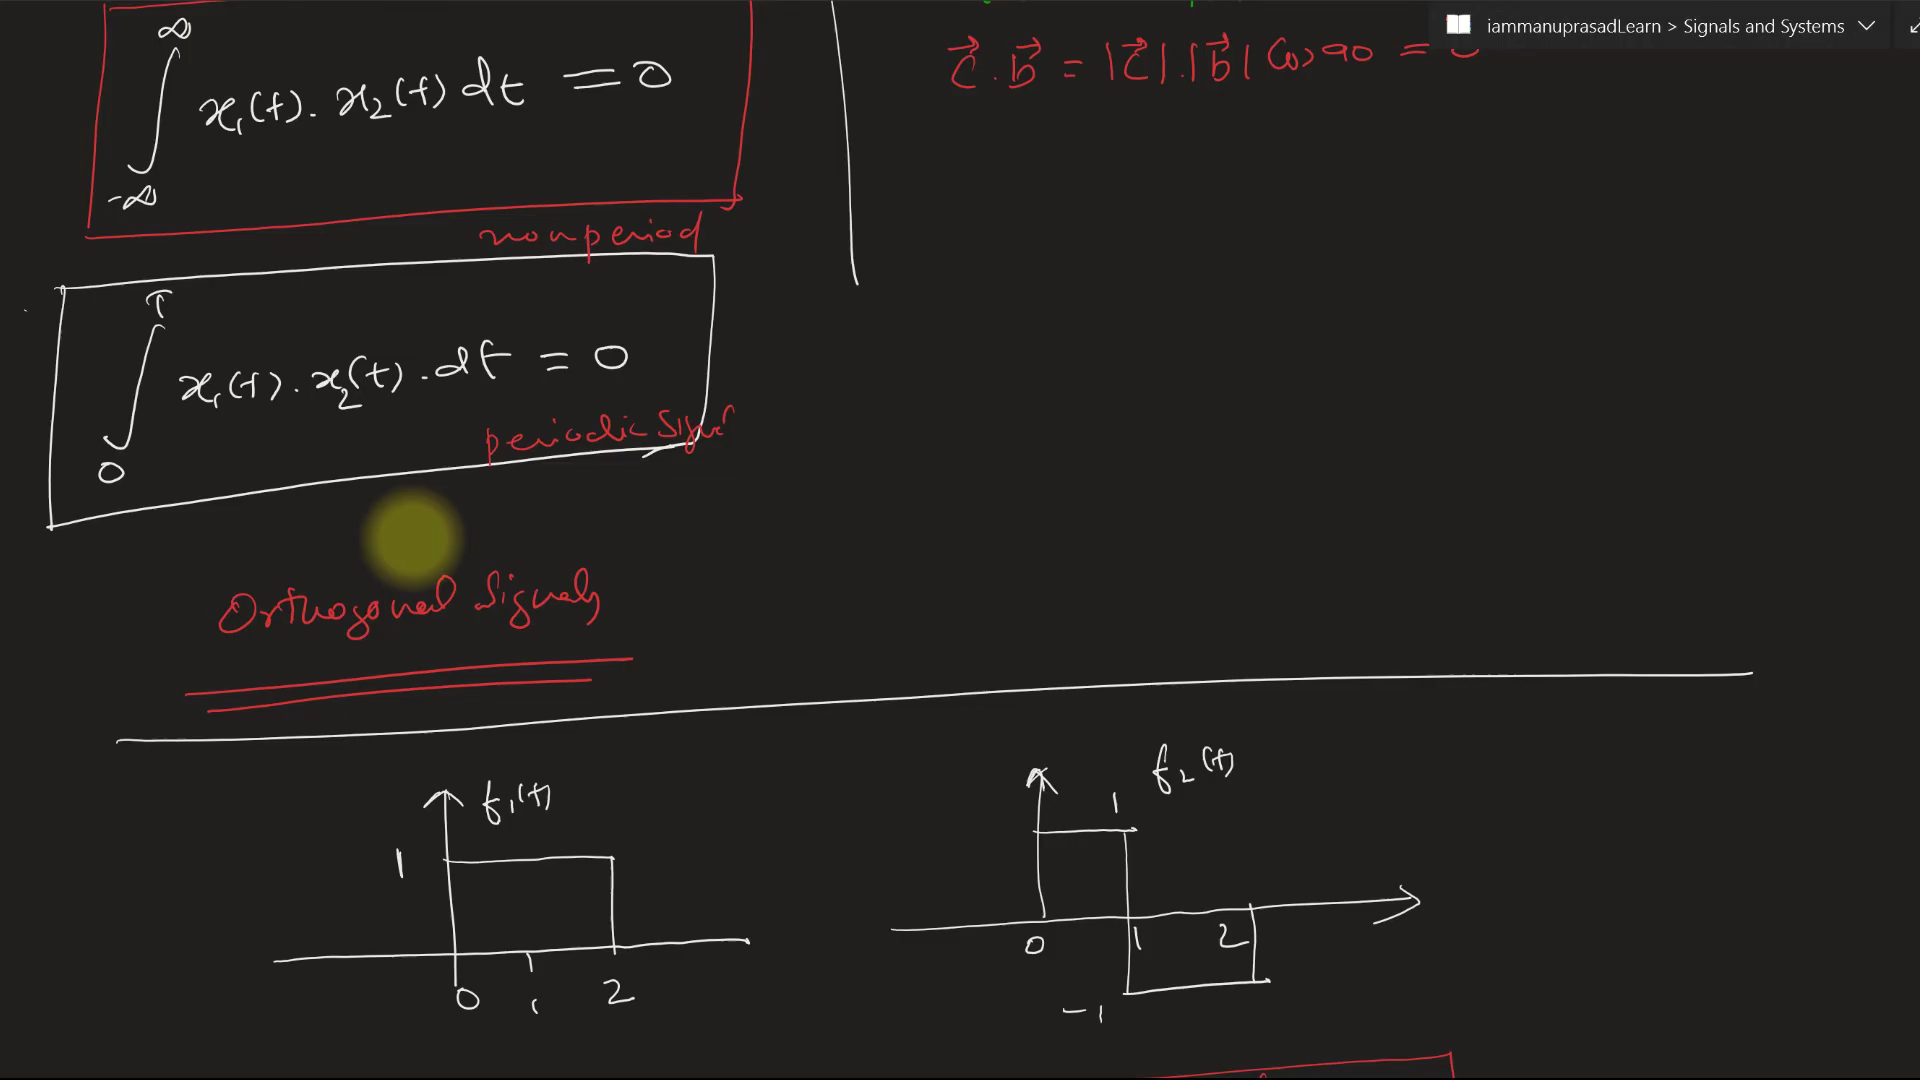 iammanuprasadLearn > Signals and Systems
∫_{-∞}^{∞} x₁(t). x₂(t) dt = 0
c⃗ . b⃗ = |c⃗| . |b⃗| Cos 90 = 0
nonperiod
∫_{0}^{T} x₁(t). x₂(t) . dt = 0
periodic Signal
Orthogonal Signals
f₁(t)
1
0 1 2
f₂(t)
1
0 1 2
-1